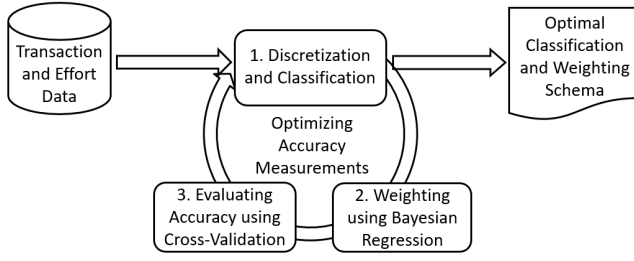 Transaction
and Effort
Data
1. Discretization
and Classification
Optimal
Classification
and Weighting
Schema
Optimizing
Accuracy
Measurements
3. Evaluating
Accuracy using
Cross-Validation
2. Weighting
using Bayesian
Regression